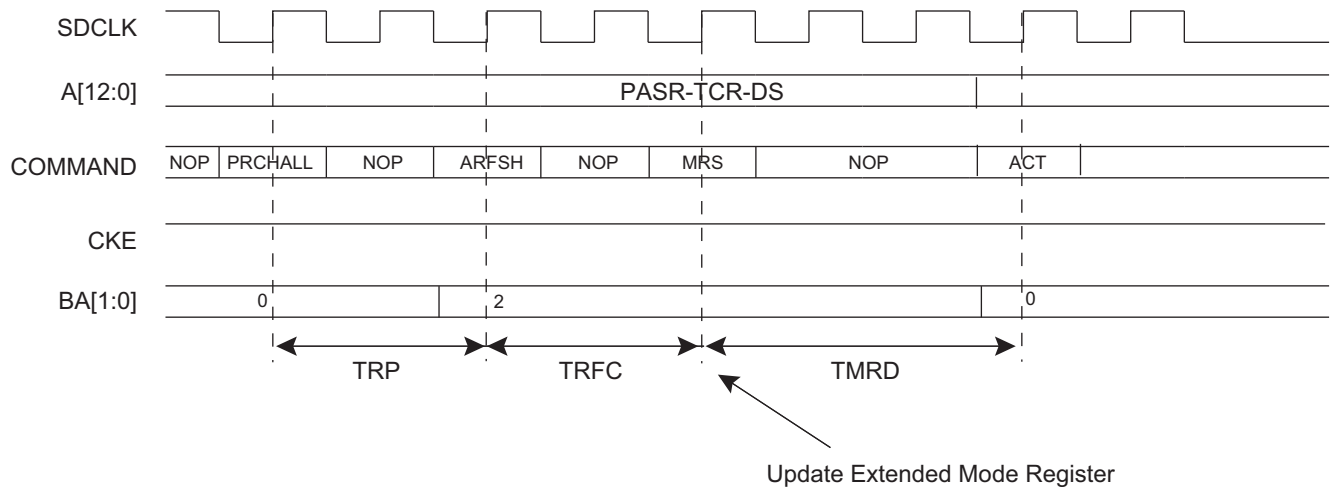 SDCLK
A[12:0]
PASR-TCR-DS
COMMAND
NOP PRCHALL NOP ARFSH NOP MRS NOP ACT
CKE
BA[1:0]
0 2 0
TRP TRFC TMRD
Update Extended Mode Register